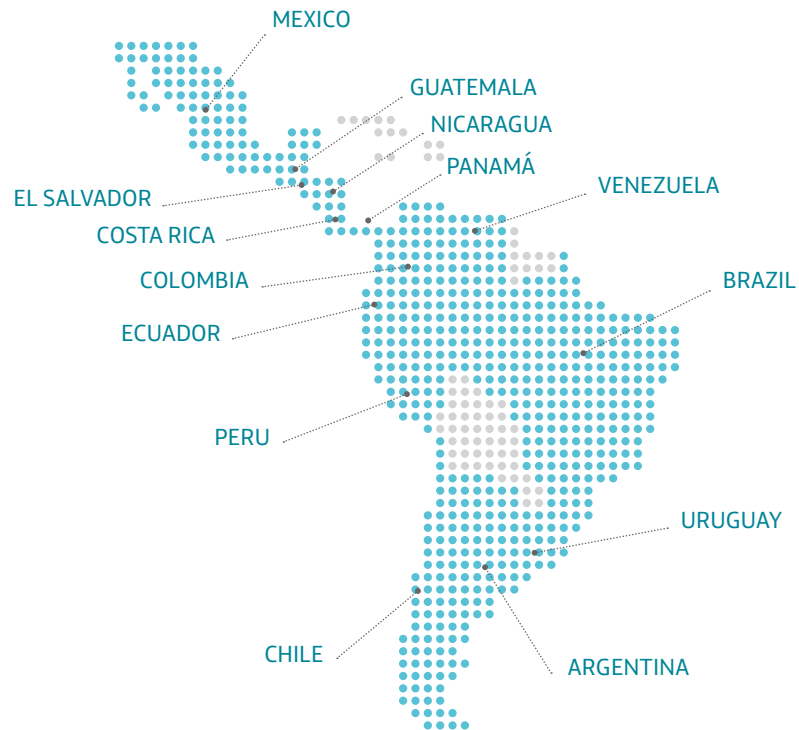 MEXICO
GUATEMALA
NICARAGUA
PANAMÁ
VENEZUELA
EL SALVADOR
COSTA RICA
COLOMBIA
BRAZIL
ECUADOR
PERU
URUGUAY
CHILE
ARGENTINA